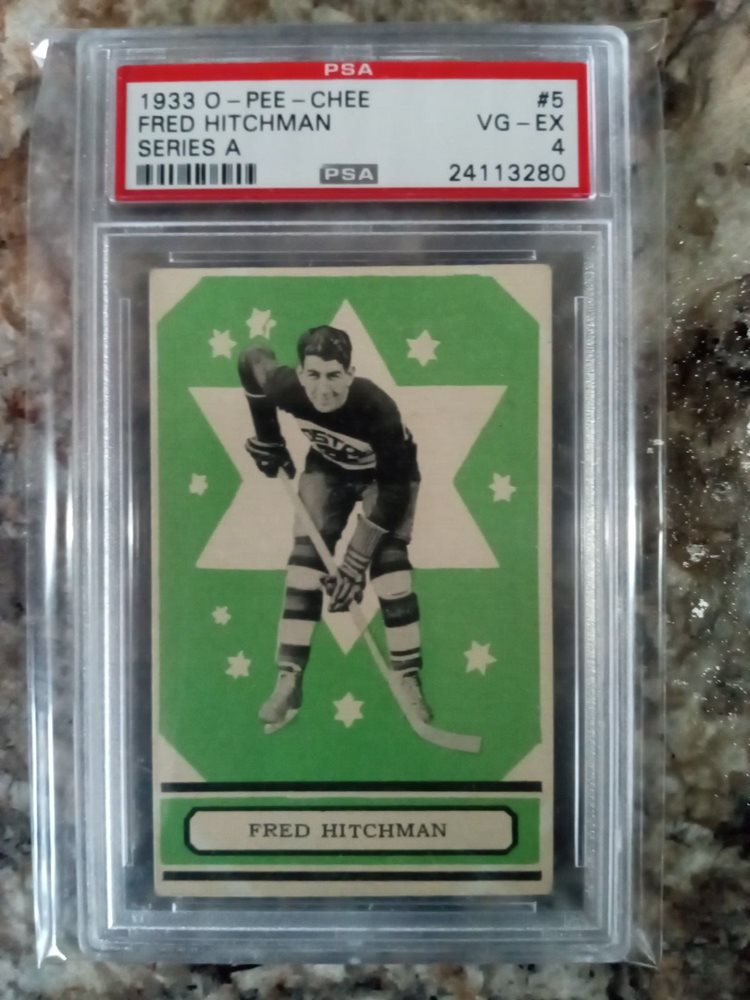 PSA
1933 O-PEE-CHEE #5
FRED HITCHMAN VG-EX
SERIES A 4
PSA 24113280
FRED HITCHMAN